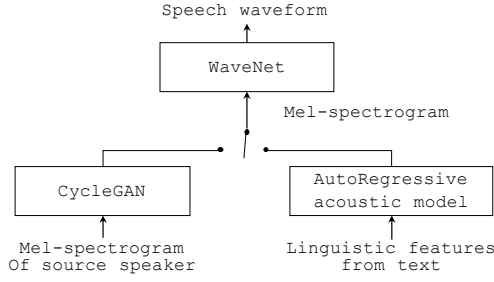 Speech waveform
WaveNet
Mel-spectrogram
CycleGAN
AutoRegressive
acoustic model
Mel-spectrogram
Of source speaker
Linguistic features
from text